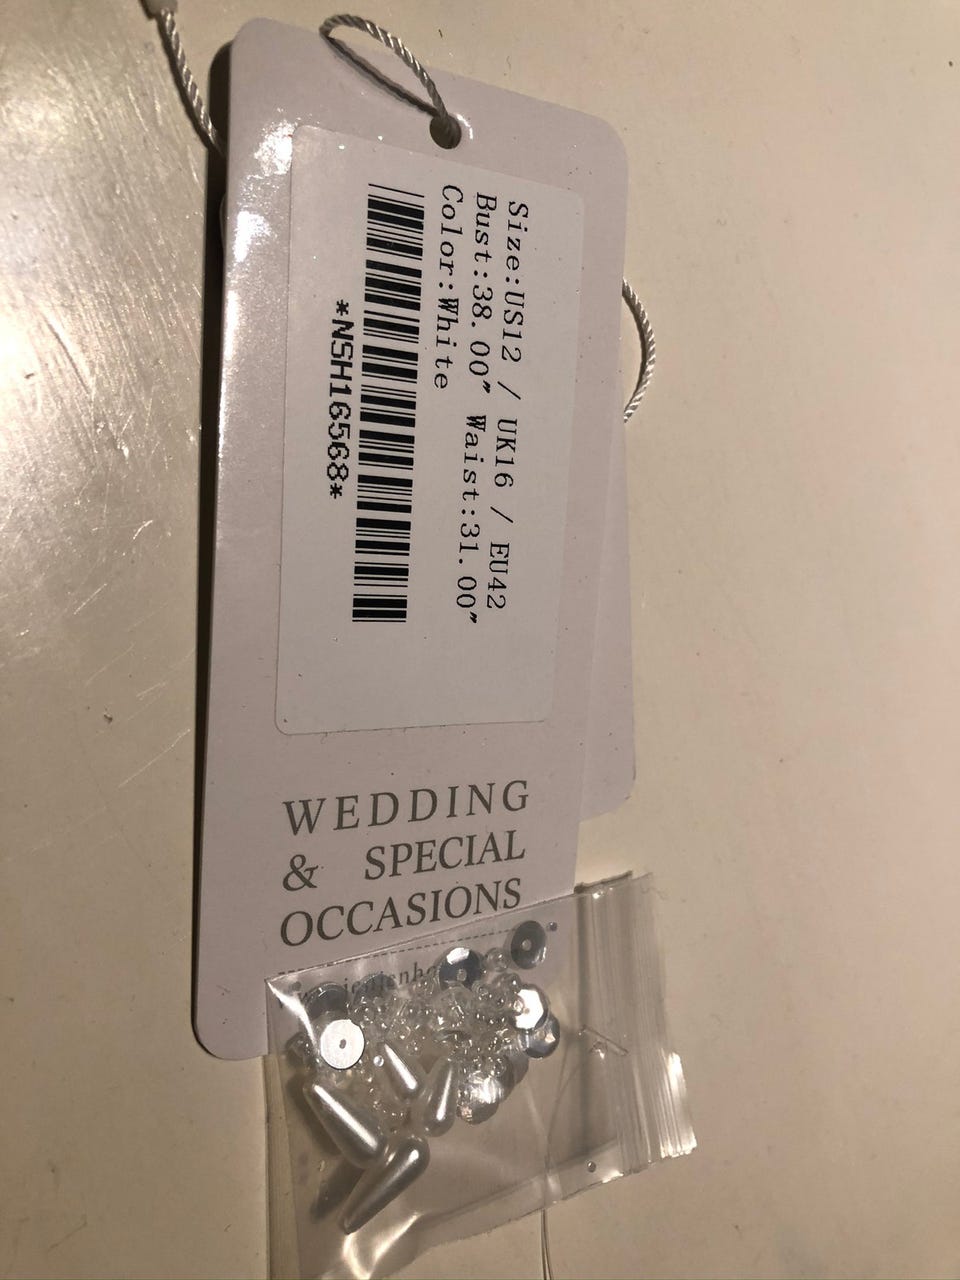 Size:US12 / UK16 / EU42
Bust:38.00" Waist:31.00"
Color:White
*NSH16568*
WEDDING
& SPECIAL
OCCASIONS